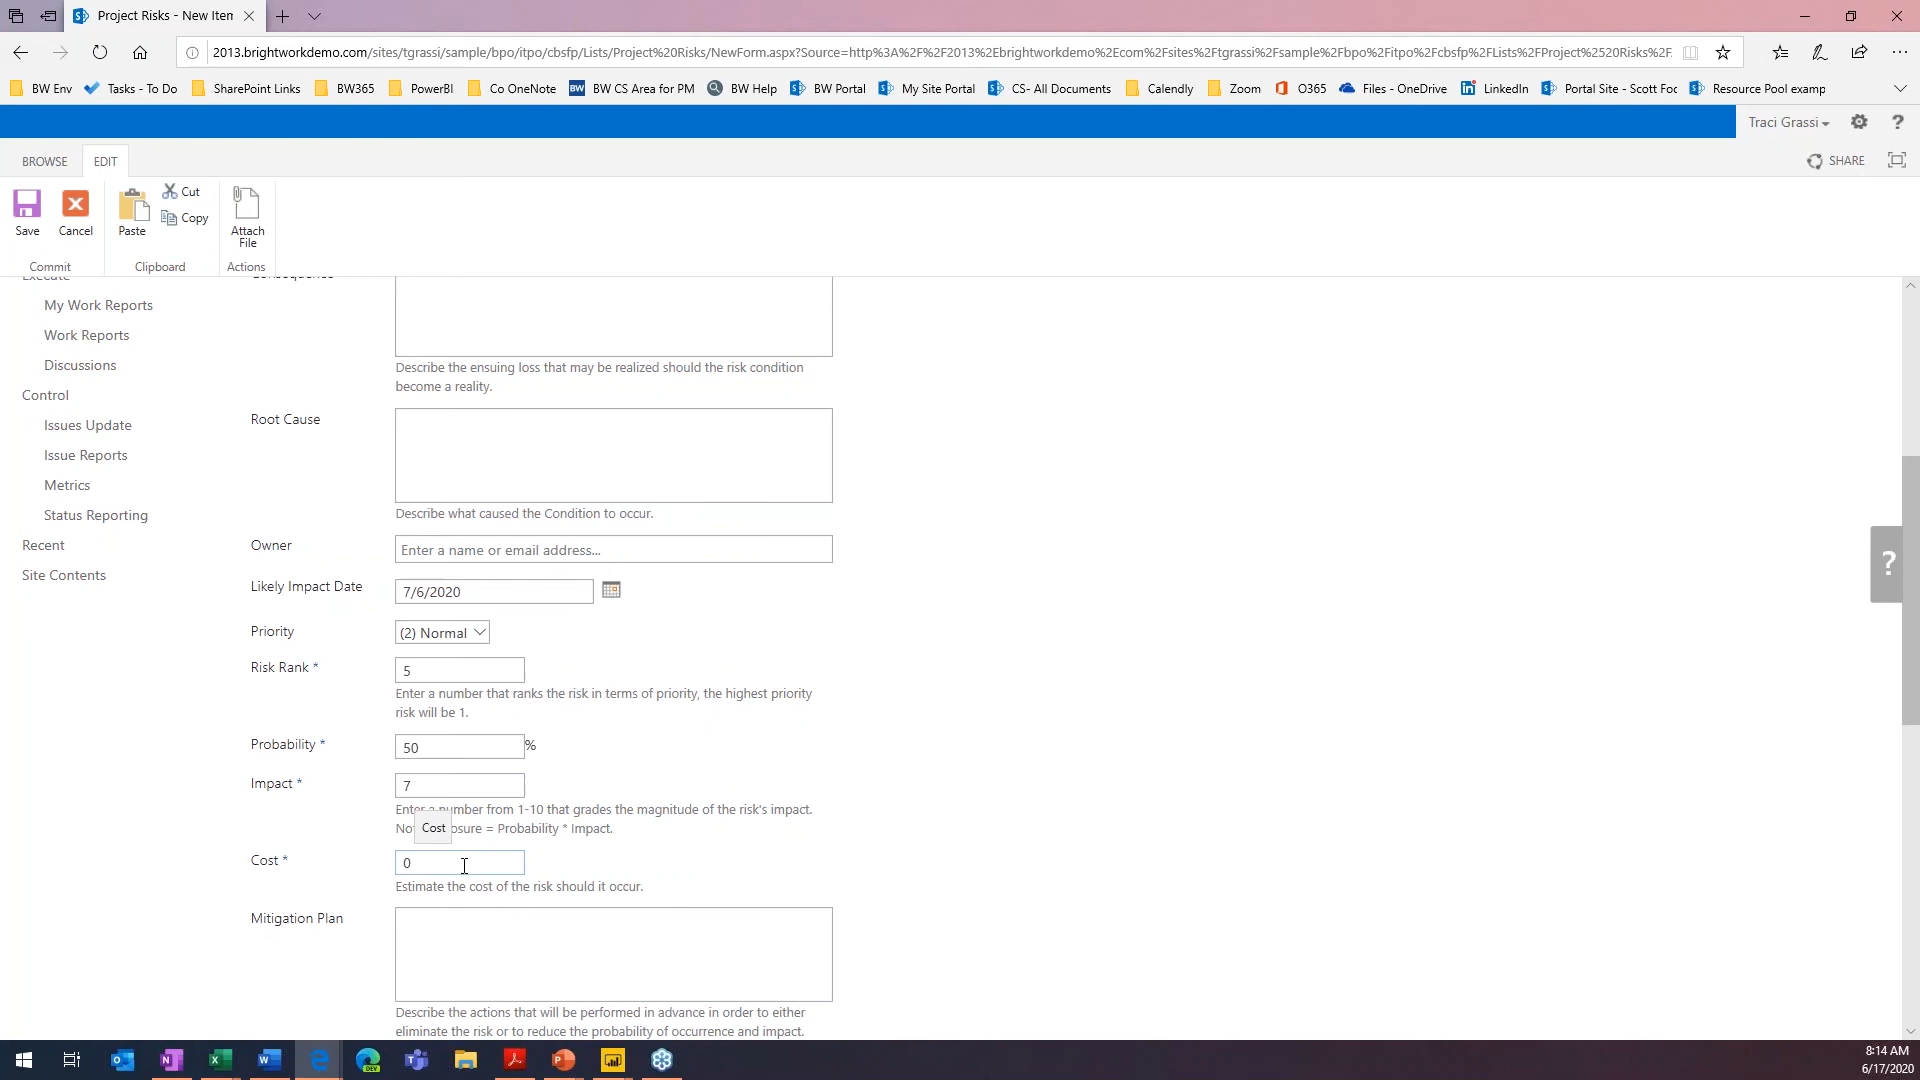 Project Risks - New Iten
2013.brightworkdemo.com/sites/tgrassi/sample/bpo/itpo/cbsfp/Lists/Project%20Risks/NewForm.aspx?Source=http%3A%2F%2F2013%2Ebrightworkdemo%2Ecom%2Fsites%2Ftgrassi%2Fsample%2Fbpo%2Fitpo%2Fcbsfp%2FLists%2FProject%2520Risks%2F.
BW Env Tasks - To Do SharePoint Links BW365 PowerBI Co OneNote BW BW CS Area for PM BW Help BW Portal My Site Portal CS- All Documents Calendly Zoom O365 Files - OneDrive LinkedIn Portal Site - Scott Foc Resource Pool examp
Traci Grassi ?
BROWSE EDIT SHARE
Save Cancel Paste Cut Copy Attach File
Commit Clipboard Actions
Execute
My Work Reports
Work Reports
Discussions
Control
Issues Update
Issue Reports
Metrics
Status Reporting
Recent
Site Contents
Consequence
Describe the ensuing loss that may be realized should the risk condition
become a reality.
Root Cause
Describe what caused the Condition to occur.
Owner Enter a name or email address...
Likely Impact Date 7/6/2020
Priority (2) Normal
Risk Rank * 5
Enter a number that ranks the risk in terms of priority, the highest priority
risk will be 1.
Probability * 50 %
Impact * 7
Enter a number from 1-10 that grades the magnitude of the risk's impact.
osure = Probability * Impact.
Cost
Cost * 0
Estimate the cost of the risk should it occur.
Mitigation Plan
Describe the actions that will be performed in advance in order to either
eliminate the risk or to reduce the probability of occurrence and impact.
?
DEV
8:14 AM
6/17/2020